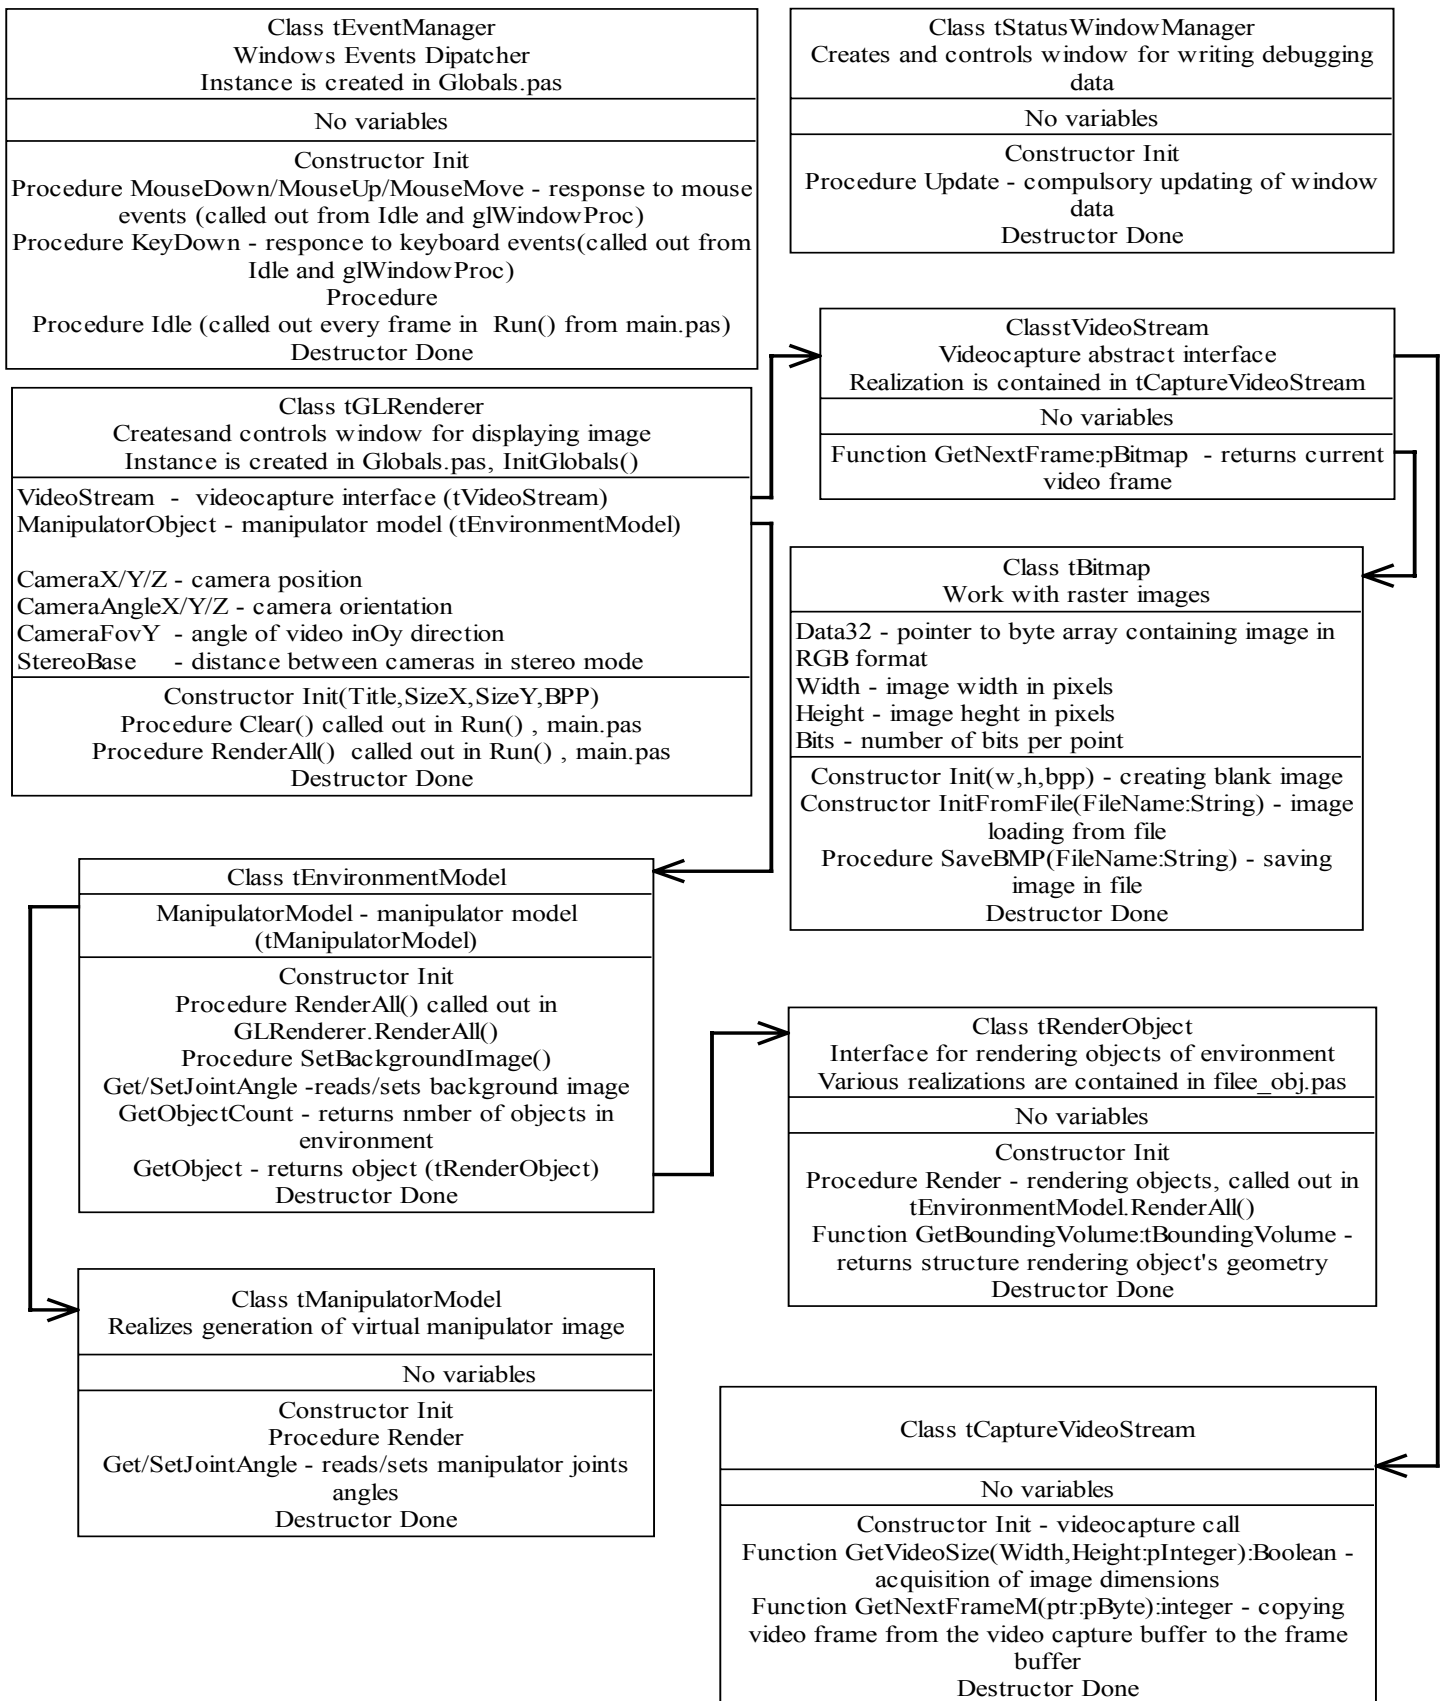 Class tEventManager
Windows Events Dipatcher
Instance is created in Globals.pas
No variables
Constructor Init
Procedure MouseDown/MouseUp/MouseMove - response to mouse
events (called out from Idle and glWindowProc)
Procedure KeyDown - responce to keyboard events(called out from
Idle and glWindowProc)
Procedure
Procedure Idle (called out every frame in Run() from main.pas)
Destructor Done
Class tStatusWindowManager
Creates and controls window for writing debugging
data
No variables
Constructor Init
Procedure Update - compulsory updating of window
data
Destructor Done
ClasstVideoStream
Videocapture abstract interface
Realization is contained in tCaptureVideoStream
No variables
Function GetNextFrame:pBitmap - returns current
video frame
Class tGLRenderer
Createsand controls window for displaying image
Instance is created in Globals.pas, InitGlobals()
VideoStream - videocapture interface (tVideoStream)
ManipulatorObject - manipulator model (tEnvironmentModel)
CameraX/Y/Z - camera position
CameraAngleX/Y/Z - camera orientation
CameraFovY - angle of video inOy direction
StereoBase - distance between cameras in stereo mode
Constructor Init(Title,SizeX,SizeY,BPP)
Procedure Clear() called out in Run() , main.pas
Procedure RenderAll() called out in Run() , main.pas
Destructor Done
Class tBitmap
Work with raster images
Data32 - pointer to byte array containing image in
RGB format
Width - image width in pixels
Height - image heght in pixels
Bits - number of bits per point
Constructor Init(w,h,bpp) - creating blank image
Constructor InitFromFile(FileName:String) - image
loading from file
Procedure SaveBMP(FileName:String) - saving
image in file
Destructor Done
Class tEnvironmentModel
ManipulatorModel - manipulator model
(tManipulatorModel)
Constructor Init
Procedure RenderAll() called out in
GLRenderer.RenderAll()
Procedure SetBackgroundImage()
Get/SetJointAngle -reads/sets background image
GetObjectCount - returns nmber of objects in
environment
GetObject - returns object (tRenderObject)
Destructor Done
Class tRenderObject
Interface for rendering objects of environment
Various realizations are contained in filee_obj.pas
No variables
Constructor Init
Procedure Render - rendering objects, called out in
tEnvironmentModel.RenderAll()
Function GetBoundingVolume:tBoundingVolume -
returns structure rendering object's geometry
Destructor Done
Class tManipulatorModel
Realizes generation of virtual manipulator image
No variables
Constructor Init
Procedure Render
Get/SetJointAngle - reads/sets manipulator joints
angles
Destructor Done
Class tCaptureVideoStream
No variables
Constructor Init - videocapture call
Function GetVideoSize(Width,Height:pInteger):Boolean -
acquisition of image dimensions
Function GetNextFrameM(ptr:pByte):integer - copying
video frame from the video capture buffer to the frame
buffer
Destructor Done